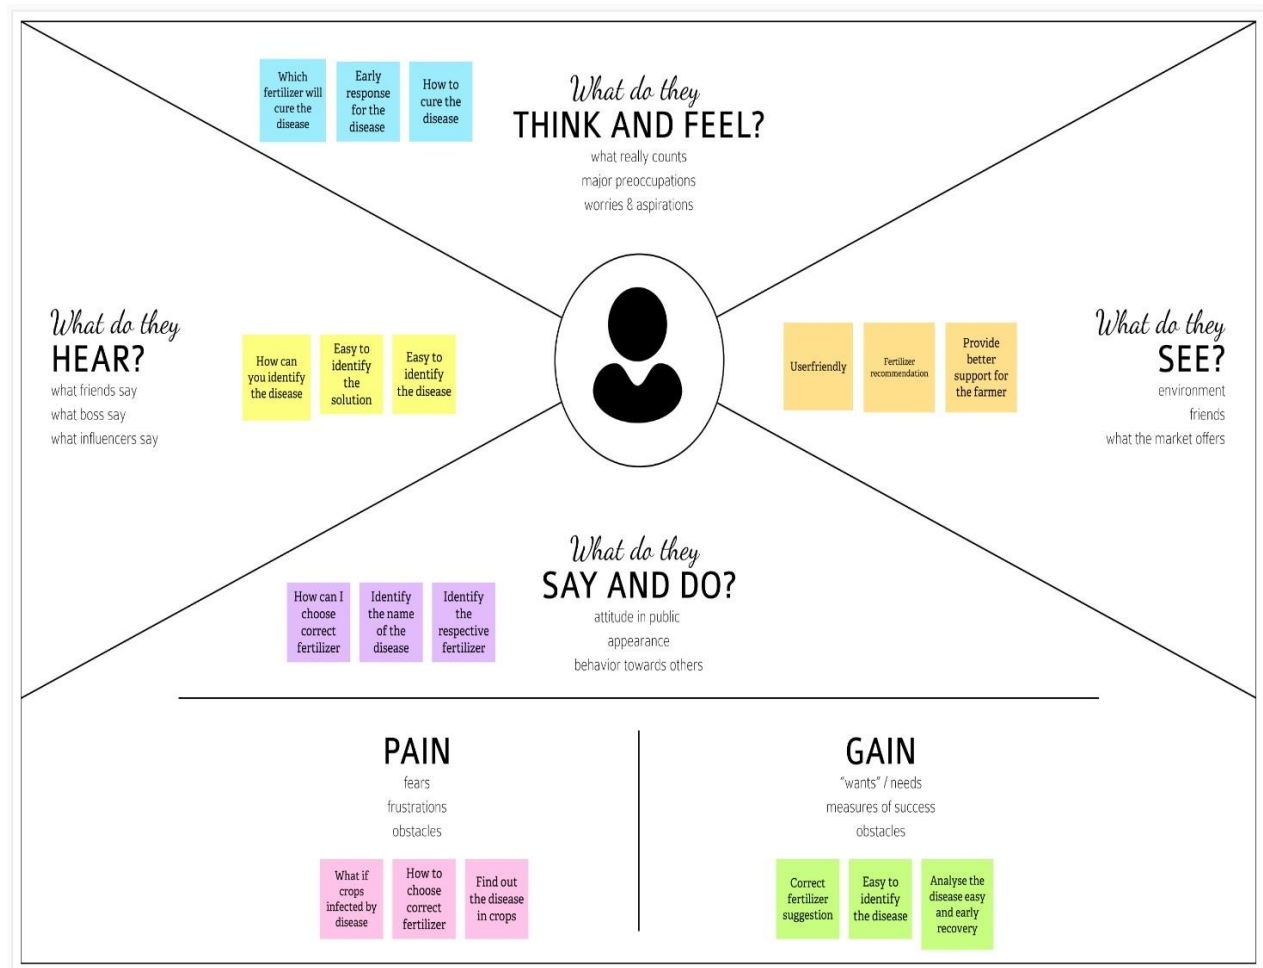 Which
fertilizer will
cure the
disease
Early
response
for the
disease
How to
cure the
disease
What do they
THINK AND FEEL?
what really counts
major preoccupations
worries & aspirations
What do they
HEAR?
what friends say
what boss say
what influencers say
How can
you identify
the disease
Easy to
identify
the
solution
Easy to
identify
the disease
Userfriendly
Fertilizer
recommendation
Provide
better
support for
the farmer
What do they
SEE?
environment
friends
what the market offers
What do they
SAY AND DO?
attitude in public
appearance
behavior towards others
How can I
choose
correct
fertilizer
Identify
the name
of the
disease
Identify
the
respective
fertilizer
PAIN
fears
frustrations
obstacles
What if
crops
infected by
disease
How to
choose
correct
fertilizer
Find out
the disease
in crops
GAIN
"wants" / needs
measures of success
obstacles
Correct
fertilizer
suggestion
Easy to
identify
the disease
Analyse the
disease easy
and early
recovery